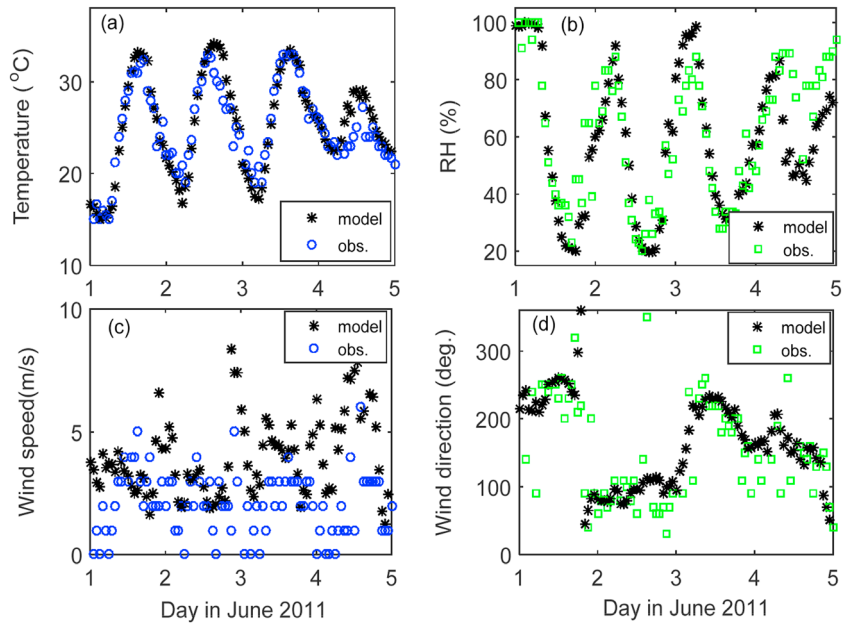 (a)
Temperature ( °C)
30
20
10
model
obs.
1 2 3 4 5
(b)
RH (%)
100
80
60
40
20
model
obs.
1 2 3 4 5
(c)
Wind speed(m/s)
10
5
0
model
obs.
1 2 3 4 5
Day in June 2011
(d)
Wind direction (deg.)
300
200
100
0
model
obs.
1 2 3 4 5
Day in June 2011